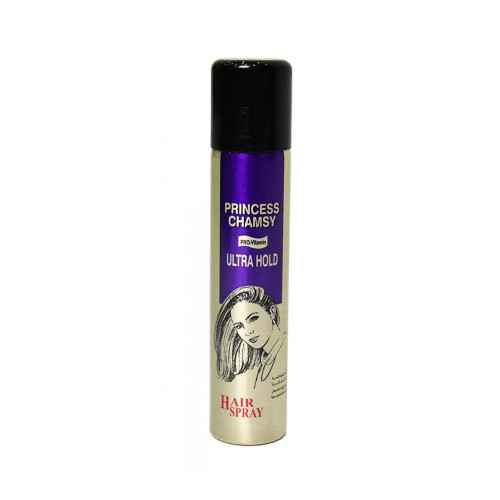 PRINCESS
CHAMSY
PRO-Vitamin
ULTRA HOLD
HAIR
SPRAY